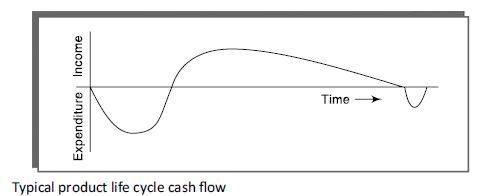 Income
Expenditure
Time
Typical product life cycle cash flow